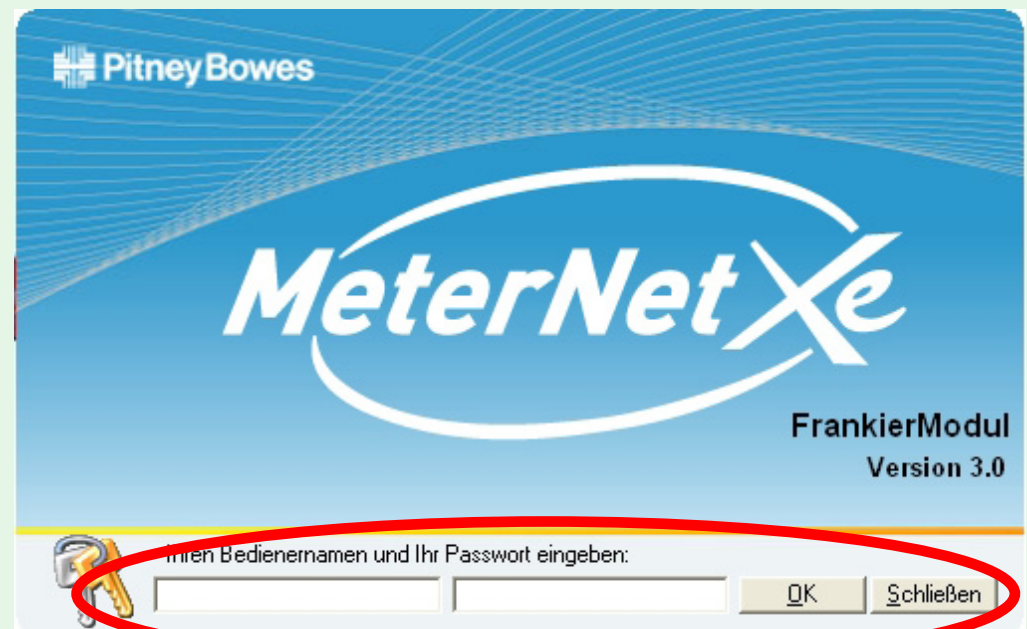 Pitney Bowes
MeterNet Xe
FrankierModul
Version 3.0
Ihren Bedienernamen und Ihr Passwort eingeben:
OK Schließen